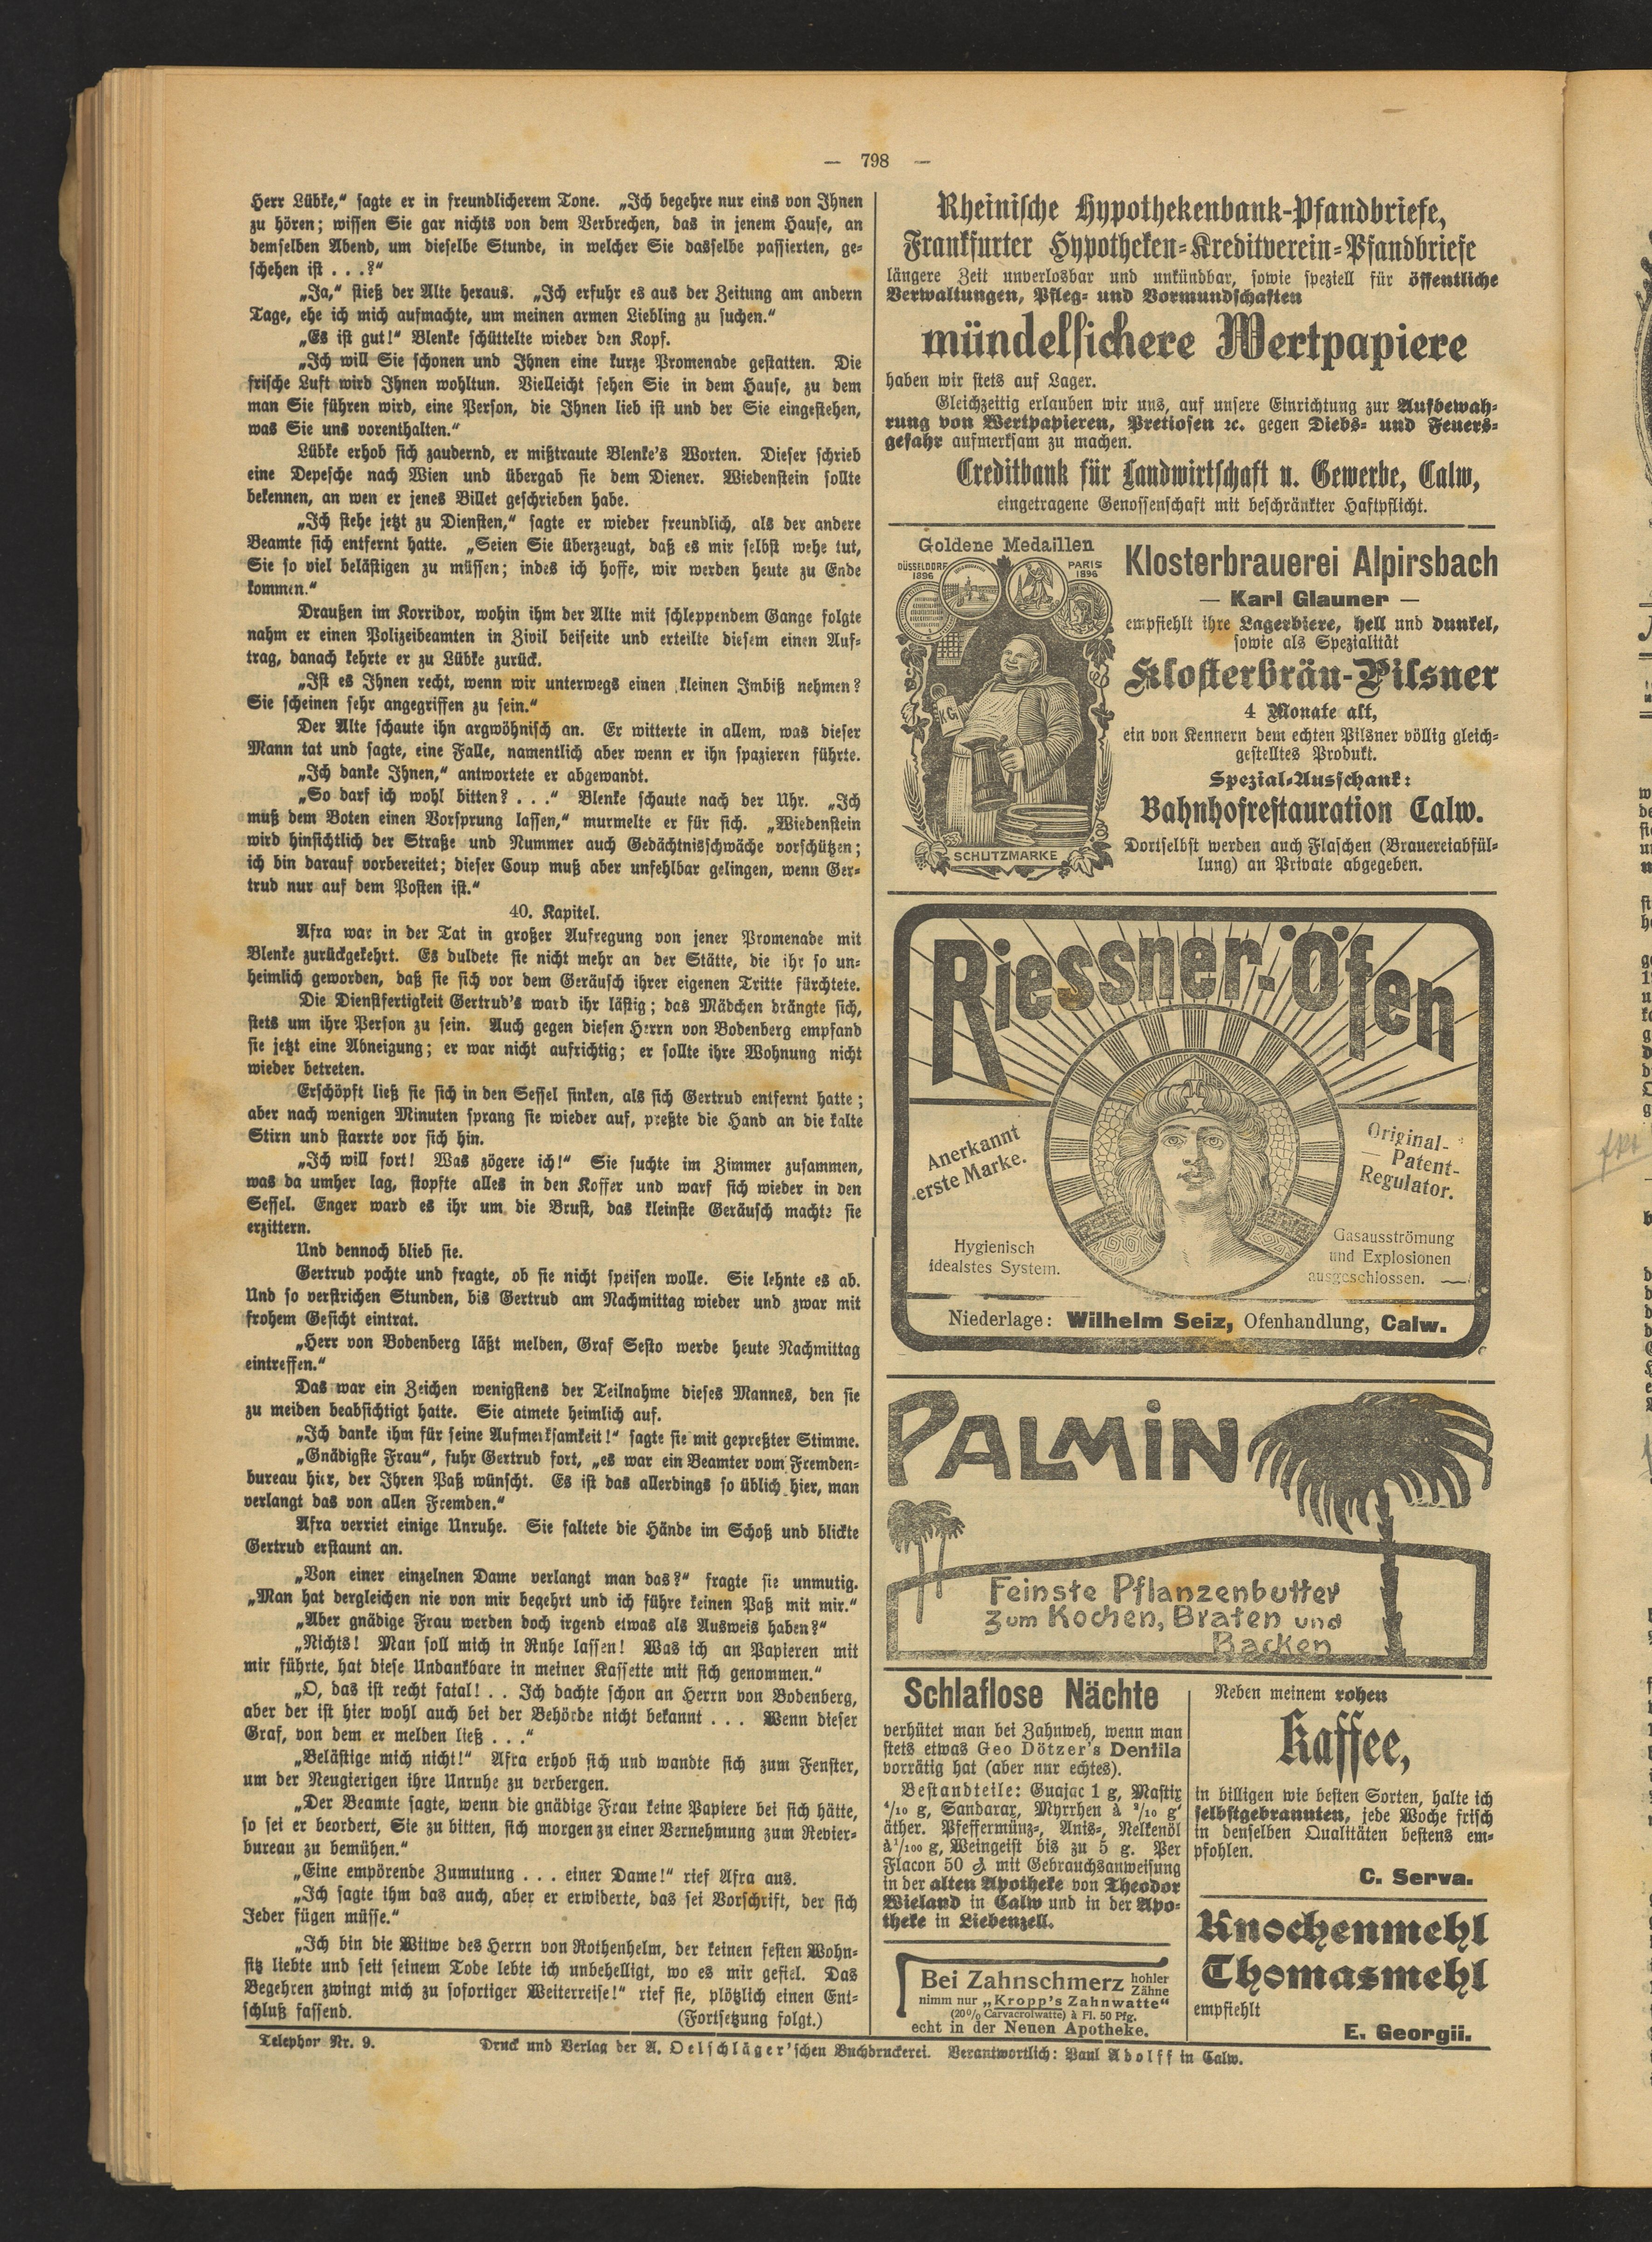 — 798 —
Herr Lübke,“ sagte er in freundlicherem Tone. „Ich begehre nur eins von Ihnen
zu hören; wissen Sie gar nichts von dem Verbrechen, das in jenem Hause, an
demselben Abend, um dieselbe Stunde, in welcher Sie dasselbe passierten, ge-
schehen ist . . .?“
„Ja,“ stieß der Alte heraus. „Ich erfuhr es aus der Zeitung am andern
Tage, ehe ich mich aufmachte, um meinen armen Liebling zu suchen.“
„Es ist gut!“ Blenke schüttelte wieder den Kopf.
„Ich will Sie schonen und Ihnen eine kurze Promenade gestatten. Die
frische Luft wird Ihnen wohltun. Vielleicht sehen Sie in dem Hause, zu dem
man Sie führen wird, eine Person, die Ihnen lieb ist und der Sie eingestehen,
was Sie uns vorenthalten.“
Lübke erhob sich zaudernd, er mißtraute Blenke's Worten. Dieser schrieb
eine Depesche nach Wien und übergab sie dem Diener. Wiedenstein sollte
bekennen, an wen er jenes Billet geschrieben habe.
„Ich stehe jetzt zu Diensten,“ sagte er wieder freundlich, als der andere
Beamte sich entfernt hatte. „Seien Sie überzeugt, daß es mir selbst wehe tut,
Sie so viel belästigen zu müssen; indes ich hoffe, wir werden heute zu Ende
kommen.“
Draußen im Korridor, wohin ihm der Alte mit schleppendem Gange folgte
nahm er einen Polizeibeamten in Zivil beiseite und erteilte diesem einen Auf-
trag, danach kehrte er zu Lübke zurück.
„Ist es Ihnen recht, wenn wir unterwegs einen kleinen Imbiß nehmen?
Sie scheinen sehr angegriffen zu sein.“
Der Alte schaute ihn argwöhnisch an. Er witterte in allem, was dieser
Mann tat und sagte, eine Falle, namentlich aber wenn er ihn spazieren führte.
„Ich danke Ihnen,“ antwortete er abgewandt.
„So darf ich wohl bitten? . . .“ Blenke schaute nach der Uhr. „Ich
muß dem Boten einen Vorsprung lassen,“ murmelte er für sich. „Wiedenstein
wird hinsichtlich der Straße und Nummer auch Gedächtnisschwäche vorschützen;
ich bin darauf vorbereitet; dieser Coup muß aber unfehlbar gelingen, wenn Ger-
trud nur auf dem Posten ist.“
40. Kapitel.
Afra war in der Tat in großer Aufregung von jener Promenade mit
Blenke zurückgekehrt. Es duldete sie nicht mehr an der Stätte, die ihr so un-
heimlich geworden, daß sie sich vor dem Geräusch ihrer eigenen Tritte fürchtete.
Die Dienstfertigkeit Gertrud's ward ihr lästig; das Mädchen drängte sich,
stets um ihre Person zu sein. Auch gegen diesen Herrn von Bodenberg empfand
sie jetzt eine Abneigung; er war nicht aufrichtig; er sollte ihre Wohnung nicht
wieder betreten.
Erschöpft ließ sie sich in den Sessel sinken, als sich Gertrud entfernt hatte;
aber nach wenigen Minuten sprang sie wieder auf, preßte die Hand an die kalte
Stirn und starrte vor sich hin.
„Ich will fort! Was zögere ich!“ Sie suchte im Zimmer zusammen,
was da umher lag, stopfte alles in den Koffer und warf sich wieder in den
Sessel. Enger ward es ihr um die Brust, das kleinste Geräusch machte sie
erzittern.
Und dennoch blieb sie.
Gertrud pochte und fragte, ob sie nicht speisen wolle. Sie lehnte es ab.
Und so verstrichen Stunden, bis Gertrud am Nachmittag wieder und zwar mit
frohem Gesicht eintrat.
„Herr von Bodenberg läßt melden, Graf Sesto werde heute Nachmittag
eintreffen.“
Das war ein Zeichen wenigstens der Teilnahme dieses Mannes, den sie
zu meiden beabsichtigt hatte. Sie atmete heimlich auf.
„Ich danke ihm für seine Aufmerksamkeit!“ sagte sie mit gepreßter Stimme.
„Gnädigste Frau“, fuhr Gertrud fort, „es war ein Beamter vom Fremden-
bureau hier, der Ihren Paß wünscht. Es ist das allerdings so üblich hier, man
verlangt das von allen Fremden.“
Afra verriet einige Unruhe. Sie faltete die Hände im Schoß und blickte
Gertrud erstaunt an.
„Von einer einzelnen Dame verlangt man das?“ fragte sie unmutig.
„Man hat dergleichen nie von mir begehrt und ich führe keinen Paß mit mir.“
„Aber gnädige Frau werden doch irgend etwas als Ausweis haben?“
„Nichts! Man soll mich in Ruhe lassen! Was ich an Papieren mit
mir führte, hat diese Undankbare in meiner Kassette mit sich genommen.“
„O, das ist recht fatal! . . Ich dachte schon an Herrn von Bodenberg,
aber der ist hier wohl auch bei der Behörde nicht bekannt . . . Wenn dieser
Graf, von dem er melden ließ . . .“
„Belästige mich nicht!“ Afra erhob sich und wandte sich zum Fenster,
um der Neugierigen ihre Unruhe zu verbergen.
„Der Beamte sagte, wenn die gnädige Frau keine Papiere bei sich hätte,
so sei er beordert, Sie zu bitten, sich morgen zu einer Vernehmung zum Revier-
bureau zu bemühen.“
„Eine empörende Zumutung . . . einer Dame!“ rief Afra aus.
„Ich sagte ihm das auch, aber er erwiderte, das sei Vorschrift, der sich
Jeder fügen müsse.“
„Ich bin die Witwe des Herrn von Rothenhelm, der keinen festen Wohn-
sitz liebte und seit seinem Tode lebte ich unbehelligt, wo es mir gefiel. Das
Begehren zwingt mich zu sofortiger Weiterreise!“ rief sie, plötzlich einen Ent-
schluß fassend. (Fortsetzung folgt.)
Rheinische Hypothekenbank-Pfandbriefe,
Frankfurter Hypotheken-Kreditverein-Pfandbriefe
längere Zeit unverlosbar und unkündbar, sowie speziell für öffentliche
Verwaltungen, Pfleg- und Vormundschaften
mündelsichere Wertpapiere
haben wir stets auf Lager.
Gleichzeitig erlauben wir uns, auf unsere Einrichtung zur Aufbewah-
rung von Wertpapieren, Pretiosen ꝛc. gegen Diebs- und Feuers-
gefahr aufmerksam zu machen.
Creditbank für Landwirtschaft u. Gewerbe, Calw,
eingetragene Genossenschaft mit beschränkter Haftpflicht.
Goldene Medaillen
DÜSSELDORF
1896
PARIS
1896
KG
SCHUTZMARKE
Klosterbrauerei Alpirsbach
— Karl Glauner —
empfiehlt ihre Lagerbiere, hell und dunkel,
sowie als Spezialität
Klosterbräu-Pilsner
4 Monate alt,
ein von Kennern dem echten Pilsner völlig gleich-
gestelltes Produkt.
Spezial-Ausschank:
Bahnhofrestauration Calw.
Dortselbst werden auch Flaschen (Brauereiabfül-
lung) an Private abgegeben.
Riessner-Öfen
Anerkannt
erste Marke.
Original-
Patent-
Regulator.
Hygienisch
idealstes System.
Gasausströmung
und Explosionen
ausgeschlossen.
Niederlage: Wilhelm Seiz, Ofenhandlung, Calw.
PALMIN
Feinste Pflanzenbutter
zum Kochen, Braten und
Backen
Schlaflose Nächte
verhütet man bei Zahnweh, wenn man
stets etwas Geo Dötzer's Dentila
vorrätig hat (aber nur echtes).
Bestandteile: Guajac 1 g, Mastix
⁴/10 g, Sandarax, Myrrhen à ²/10 g
äther. Pfeffermünz-, Anis-, Nelkenöl
à ¹/100 g, Weingeist bis zu 5 g. Per
Flacon 50 ₰ mit Gebrauchsanweisung
in der alten Apotheke von Theodor
Wieland in Calw und in der Apo-
theke in Liebenzell.
Bei Zahnschmerz hohler Zähne
nimm nur „Kropp's Zahnwatte“
(20% Carvacrolwatte) à Fl. 50 Pfg.
echt in der Neuen Apotheke.
Neben meinem rohen
Kaffee,
in billigen wie besten Sorten, halte ich
selbstgebrannten, jede Woche frisch
in denselben Qualitäten bestens em-
pfohlen.
C. Serva.
Knochenmehl
Thomasmehl
empfiehlt
E. Georgii.
Telephon Nr. 9. Druck und Verlag der A. Oelschläger'schen Buchdruckerei. Verantwortlich: Paul Adolff in Calw.